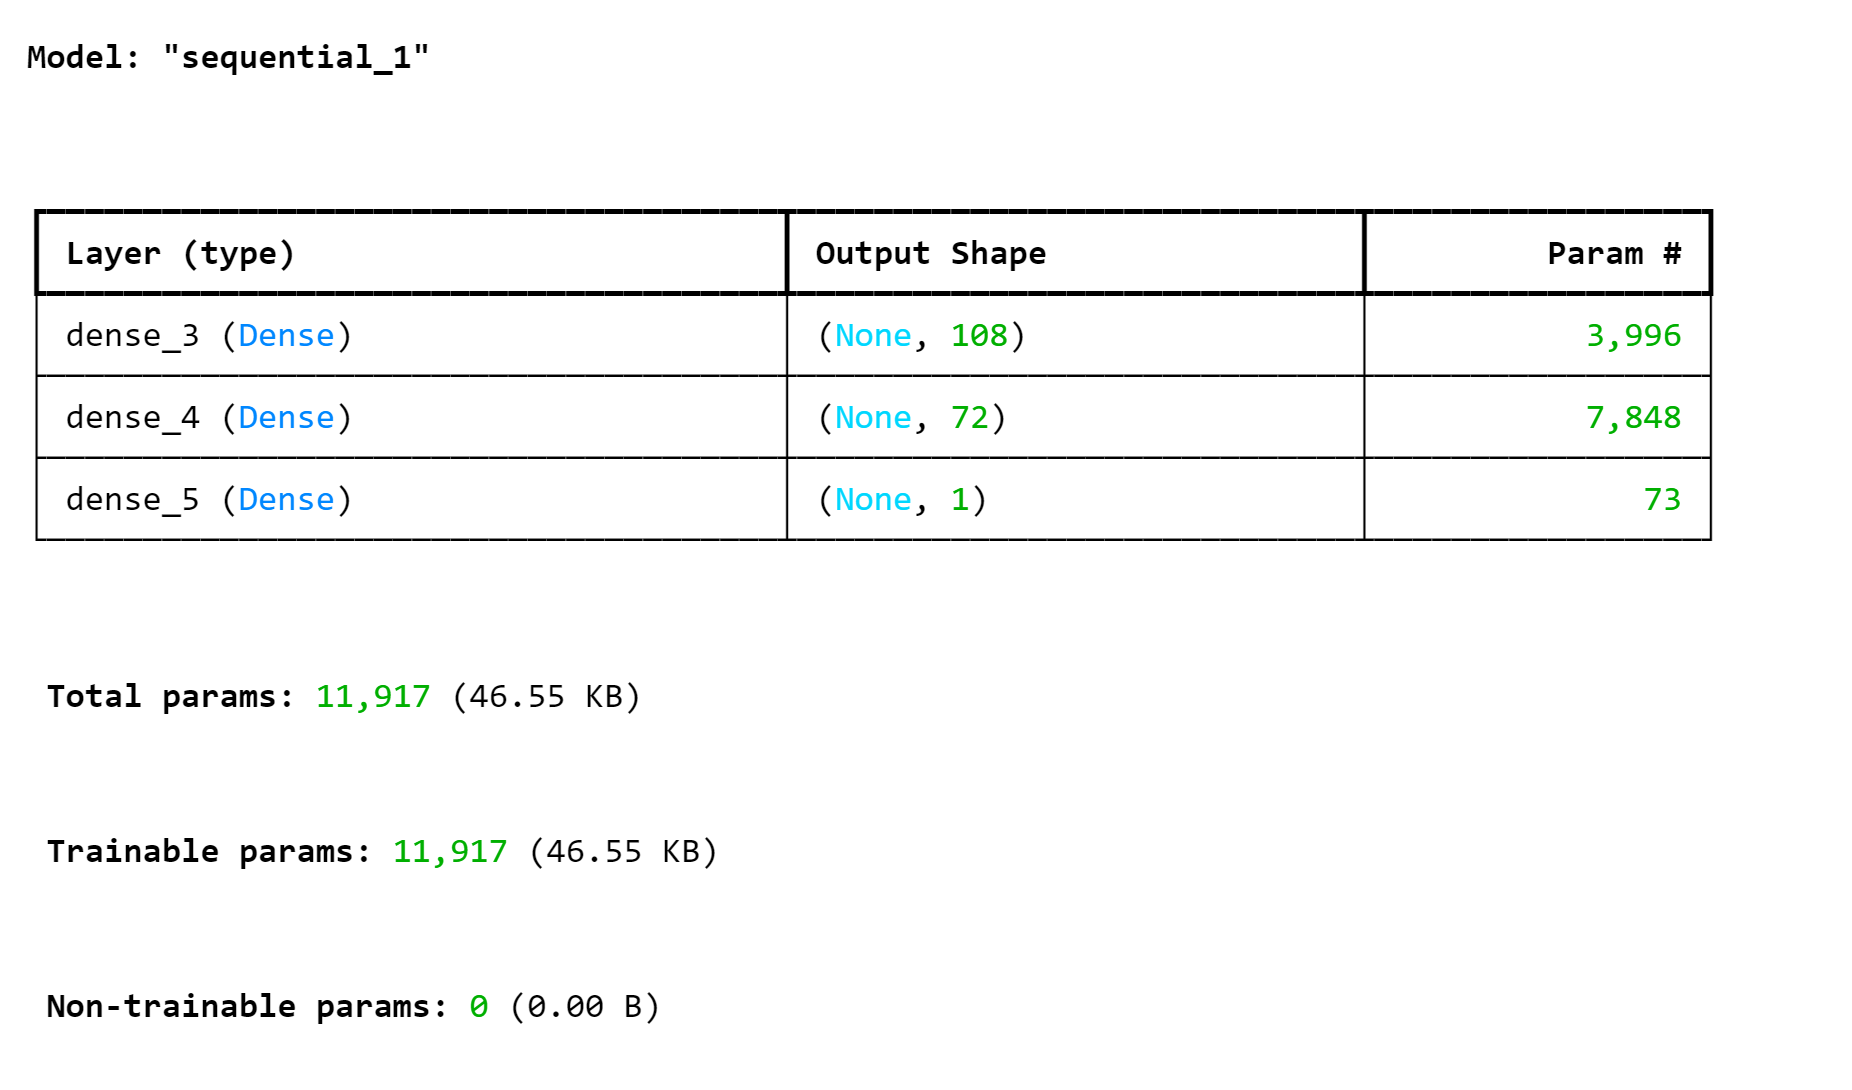 Model: "sequential_1"
Layer (type) Output Shape Param #
dense_3 (Dense) (None, 108) 3,996
dense_4 (Dense) (None, 72) 7,848
dense_5 (Dense) (None, 1) 73
Total params: 11,917 (46.55 KB)
Trainable params: 11,917 (46.55 KB)
Non-trainable params: 0 (0.00 B)